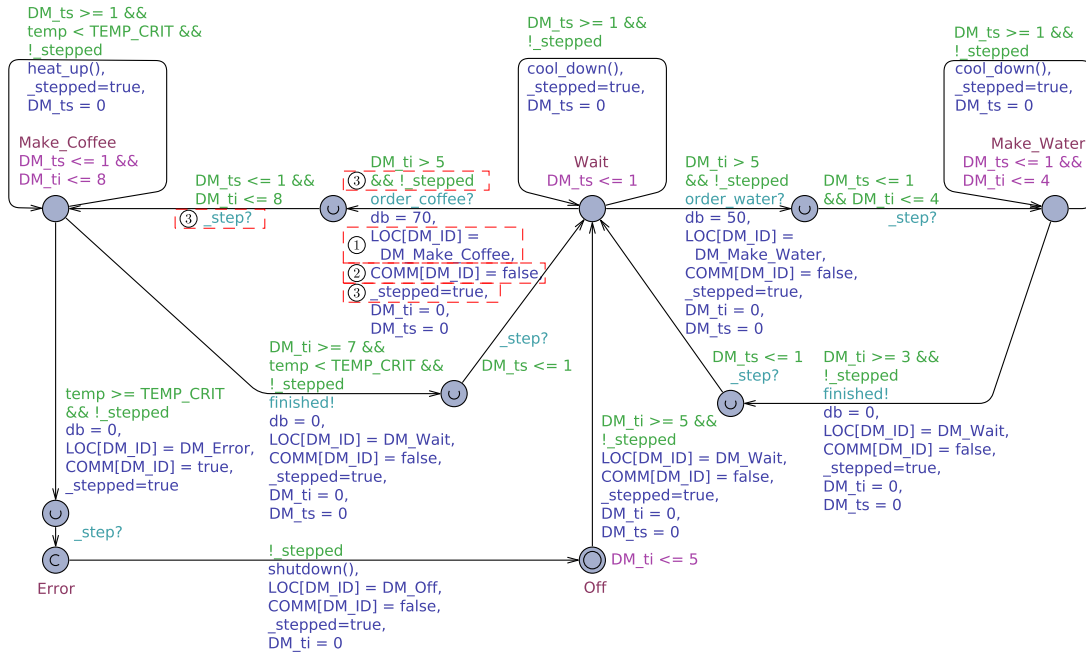 DM_ts >= 1 &&
temp < TEMP_CRIT &&
!_stepped
heat_up(),
_stepped=true,
DM_ts = 0
Make_Coffee
DM_ts <= 1 &&
DM_ti <= 8
DM_ts <= 1 &&
DM_ti <= 8
③ _step?
DM_ti > 5
③ && !_stepped
order_coffee?
db = 70,
① LOC[DM_ID] =
DM_Make_Coffee,
② COMM[DM_ID] = false,
③ _stepped=true,
DM_ti = 0,
DM_ts = 0
DM_ts >= 1 &&
!_stepped
cool_down(),
_stepped=true,
DM_ts = 0
Wait
DM_ts <= 1
DM_ti > 5
&& !_stepped
order_water?
db = 50,
LOC[DM_ID] =
DM_Make_Water,
COMM[DM_ID] = false,
_stepped=true,
DM_ti = 0,
DM_ts = 0
DM_ts <= 1
&& DM_ti <= 4
_step?
DM_ts >= 1 &&
!_stepped
cool_down(),
_stepped=true,
DM_ts = 0
Make_Water
DM_ts <= 1 &&
DM_ti <= 4
temp >= TEMP_CRIT
&& !_stepped
db = 0,
LOC[DM_ID] = DM_Error,
COMM[DM_ID] = true,
_stepped=true
_step?
Error
DM_ti >= 7 &&
temp < TEMP_CRIT &&
!_stepped
finished!
db = 0,
LOC[DM_ID] = DM_Wait,
COMM[DM_ID] = false,
_stepped=true,
DM_ti = 0,
DM_ts = 0
_step?
DM_ts <= 1
DM_ts <= 1
_step?
DM_ti >= 3 &&
!_stepped
finished!
db = 0,
LOC[DM_ID] = DM_Wait,
COMM[DM_ID] = false,
_stepped=true,
DM_ti = 0,
DM_ts = 0
DM_ti >= 5 &&
!_stepped
LOC[DM_ID] = DM_Wait,
COMM[DM_ID] = false,
_stepped=true,
DM_ti = 0,
DM_ts = 0
DM_ti <= 5
Off
!_stepped
shutdown(),
LOC[DM_ID] = DM_Off,
COMM[DM_ID] = false,
_stepped=true,
DM_ti = 0